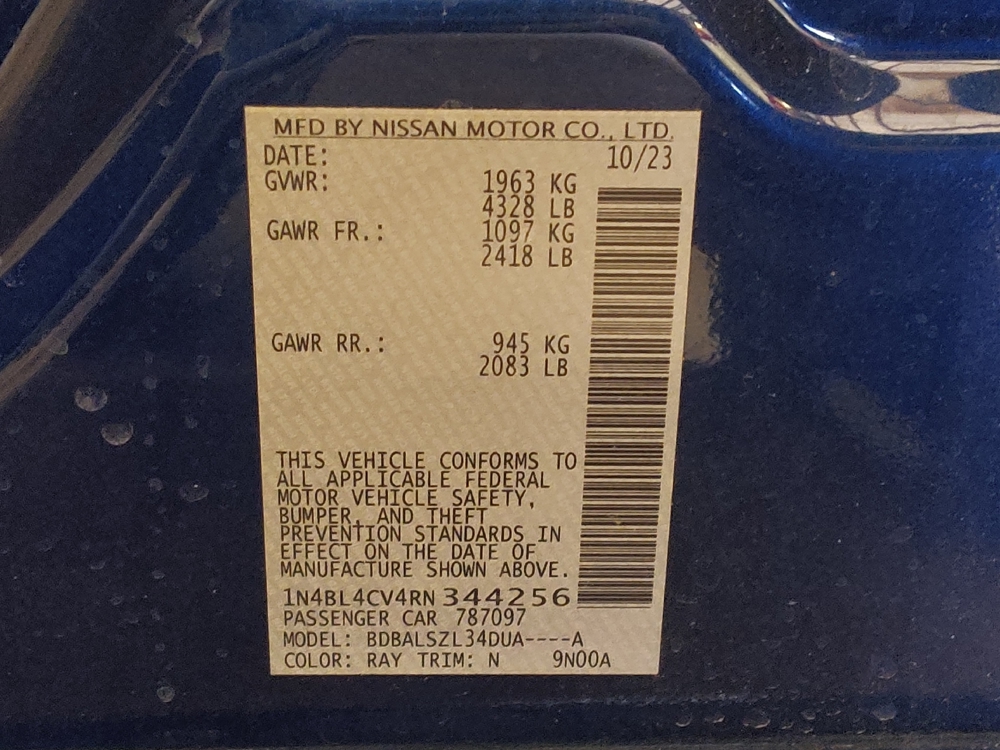 MFD BY NISSAN MOTOR CO., LTD.
DATE: 10/23
GVWR: 1963 KG
4328 LB
GAWR FR.: 1097 KG
2418 LB
GAWR RR.: 945 KG
2083 LB
THIS VEHICLE CONFORMS TO
ALL APPLICABLE FEDERAL
MOTOR VEHICLE SAFETY,
BUMPER, AND THEFT
PREVENTION STANDARDS IN
EFFECT ON THE DATE OF
MANUFACTURE SHOWN ABOVE.
1N4BL4CV4RN 344256
PASSENGER CAR 787097
MODEL: BDBALSZL34DUA----A
COLOR: RAY TRIM: N 9N00A